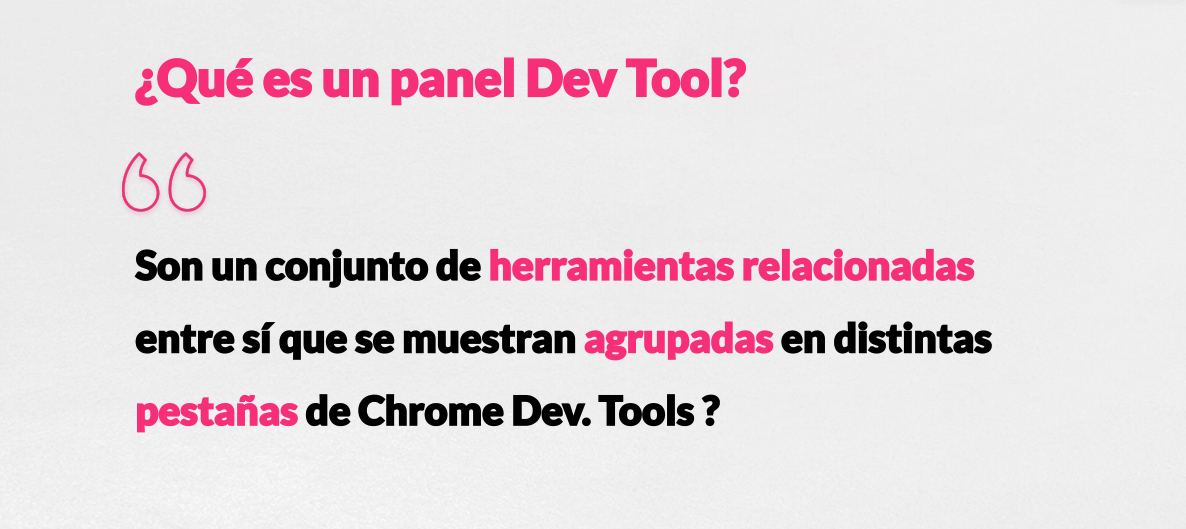 ¿Qué es un panel Dev Tool?
Son un conjunto de herramientas relacionadas
entre sí que se muestran agrupadas en distintas
pestañas de Chrome Dev. Tools ?